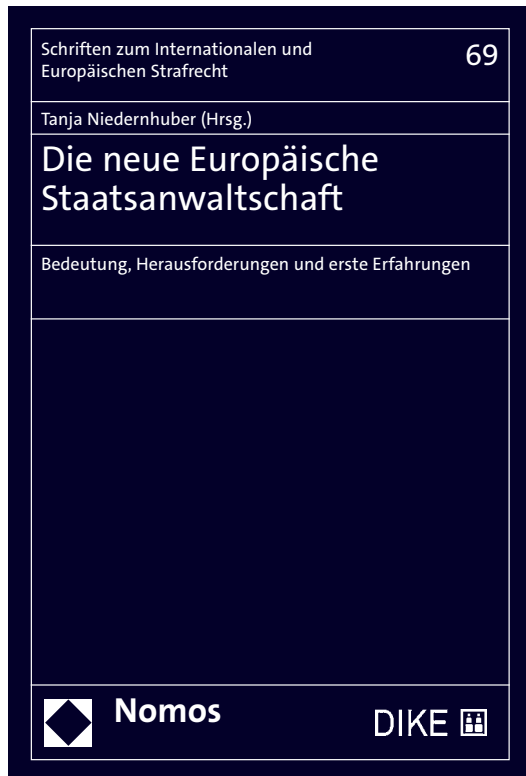 Schriften zum Internationalen und
Europäischen Strafrecht
69
Tanja Niedernhuber (Hrsg.)
Die neue Europäische
Staatsanwaltschaft
Bedeutung, Herausforderungen und erste Erfahrungen
Nomos
DIKE